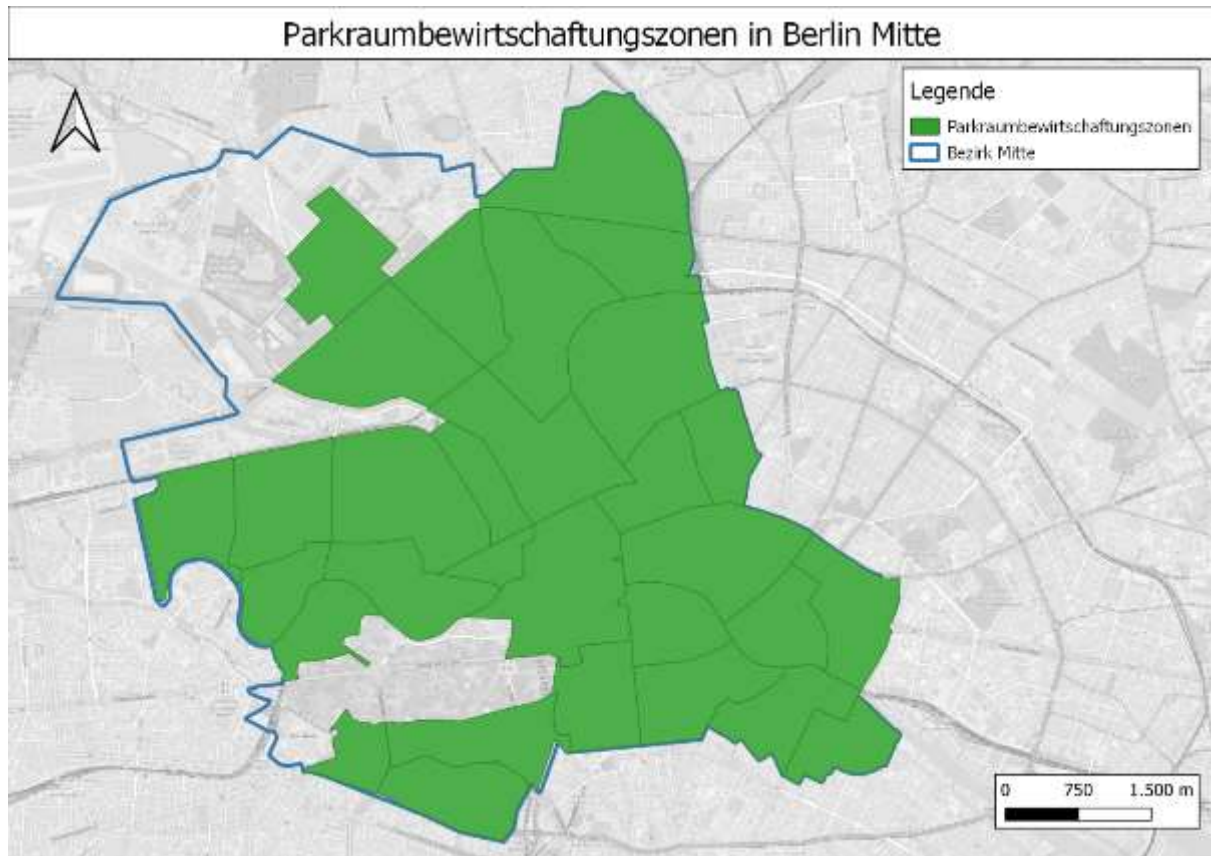 Parkraumbewirtschaftungszonen in Berlin Mitte
Legende
Parkraumbewirtschaftungszonen
Bezirk Mitte
0 750 1.500 m